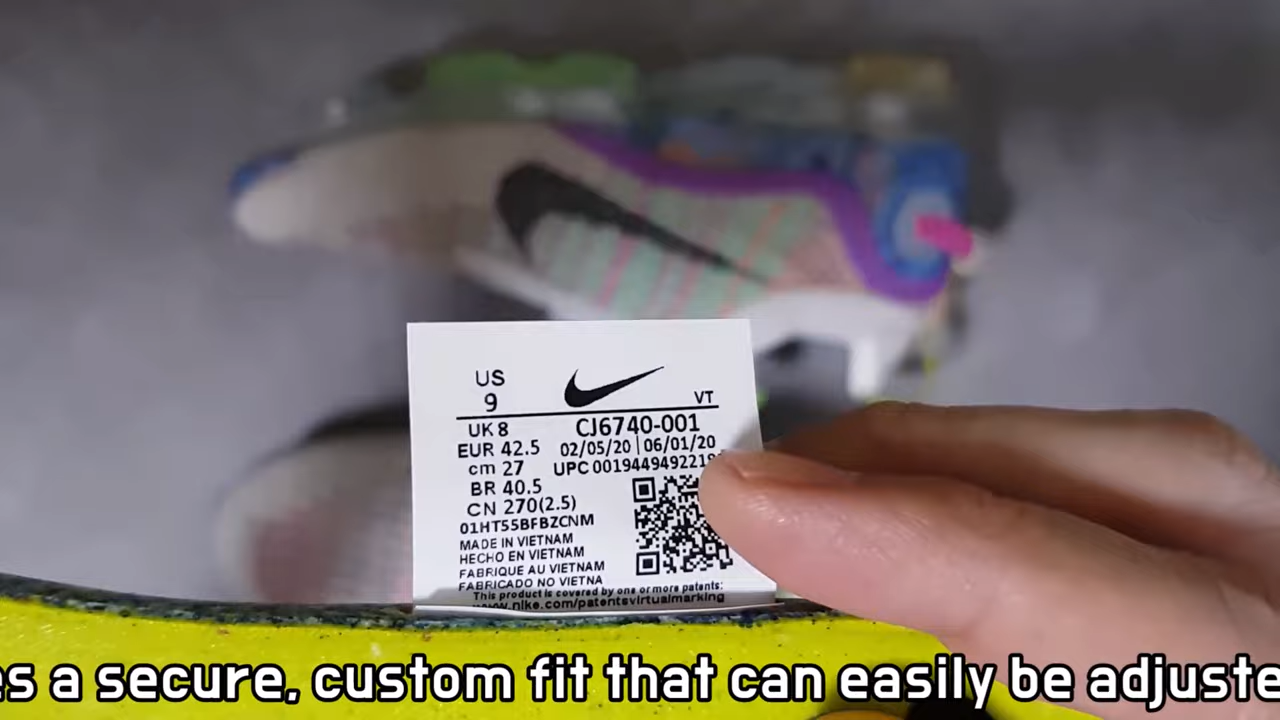 US
9
VT
UK 8
CJ6740-001
EUR 42.5
02/05/20 | 06/01/20
cm 27
UPC 0019449492219
BR 40.5
CN 270(2.5)
01HT55BFBZCNM
MADE IN VIETNAM
HECHO EN VIETNAM
FABRIQUE AU VIETNAM
FABRICADO NO VIETNA
This product is covered by one or more patents:
www.nike.com/patentsvirtualmarking
es a secure, custom fit that can easily be adjuste